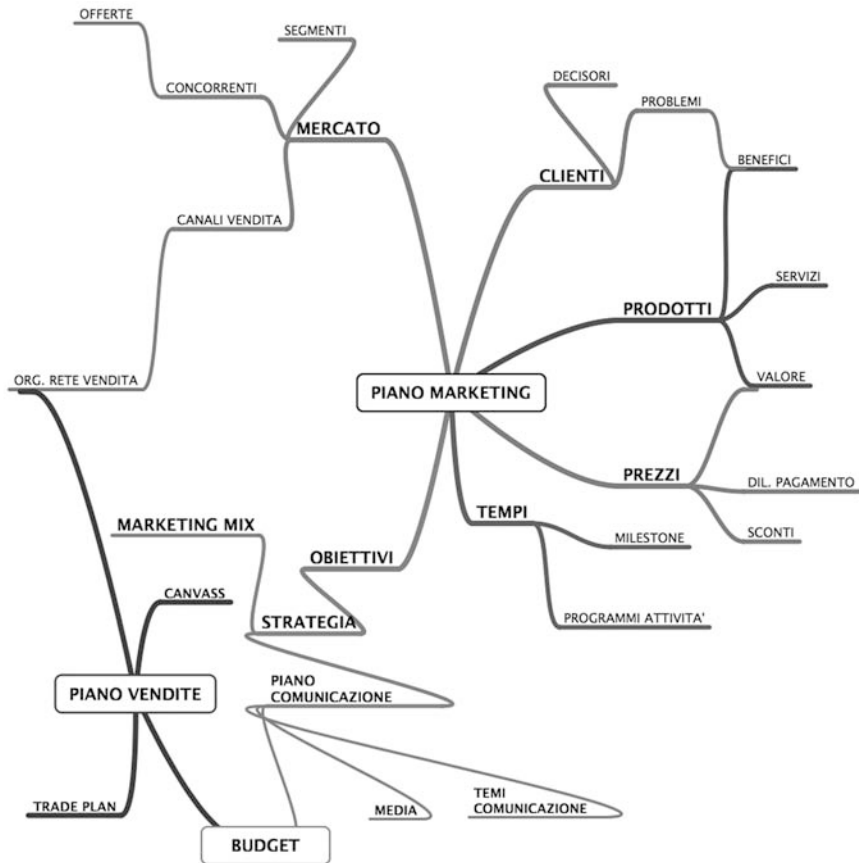 OFFERTE
SEGMENTI
CONCORRENTI
DECISORI
PROBLEMI
MERCATO
BENEFICI
CLIENTI
CANALI VENDITA
SERVIZI
PRODOTTI
ORG. RETE VENDITA
VALORE
PIANO MARKETING
PREZZI
DIL. PAGAMENTO
TEMPI
SCONTI
MARKETING MIX
MILESTONE
OBIETTIVI
CANVASS
STRATEGIA
PROGRAMMI ATTIVITA'
PIANO VENDITE
PIANO
COMUNICAZIONE
TRADE PLAN
MEDIA
TEMI
COMUNICAZIONE
BUDGET